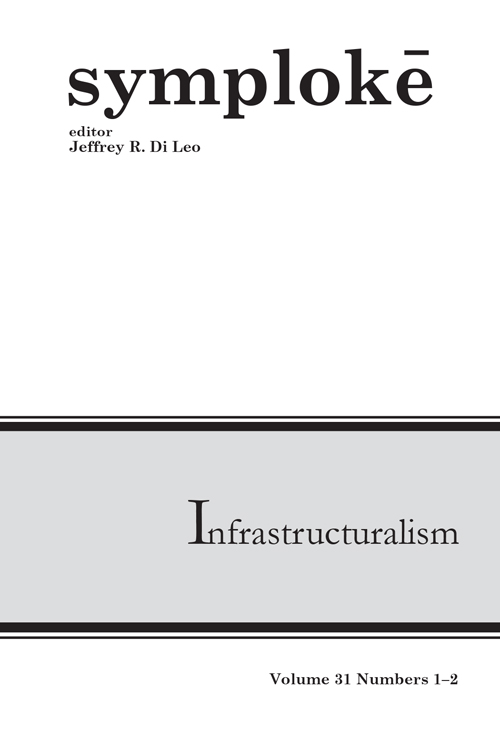 symplokē
editor
Jeffrey R. Di Leo
Infrastructuralism
Volume 31 Numbers 1–2